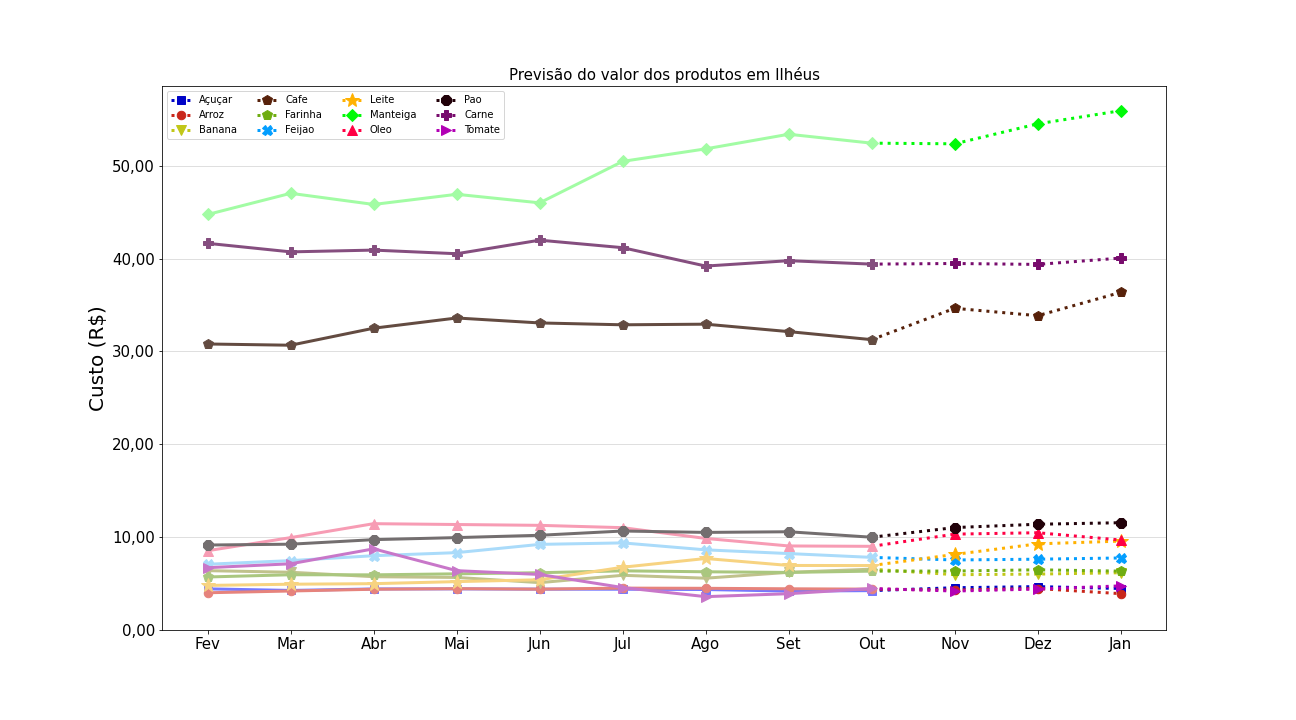 Previsão do valor dos produtos em Ilhéus
Açuçar Cafe Leite Pao
Arroz Farinha Manteiga Carne
Banana Feijao Oleo Tomate
Custo (R$)
50,00
40,00
30,00
20,00
10,00
0,00
Fev Mar Abr Mai Jun Jul Ago Set Out Nov Dez Jan